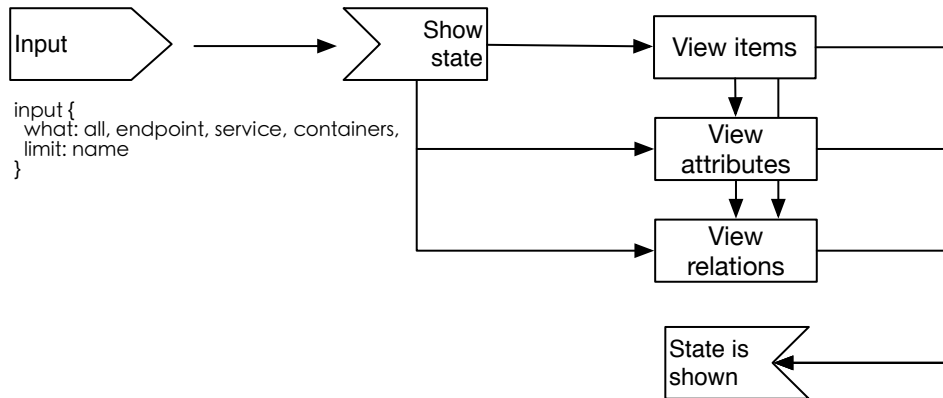 Input
Show
state
View items
input {
what: all, endpoint, service, containers,
limit: name
}
View
attributes
View
relations
State is
shown